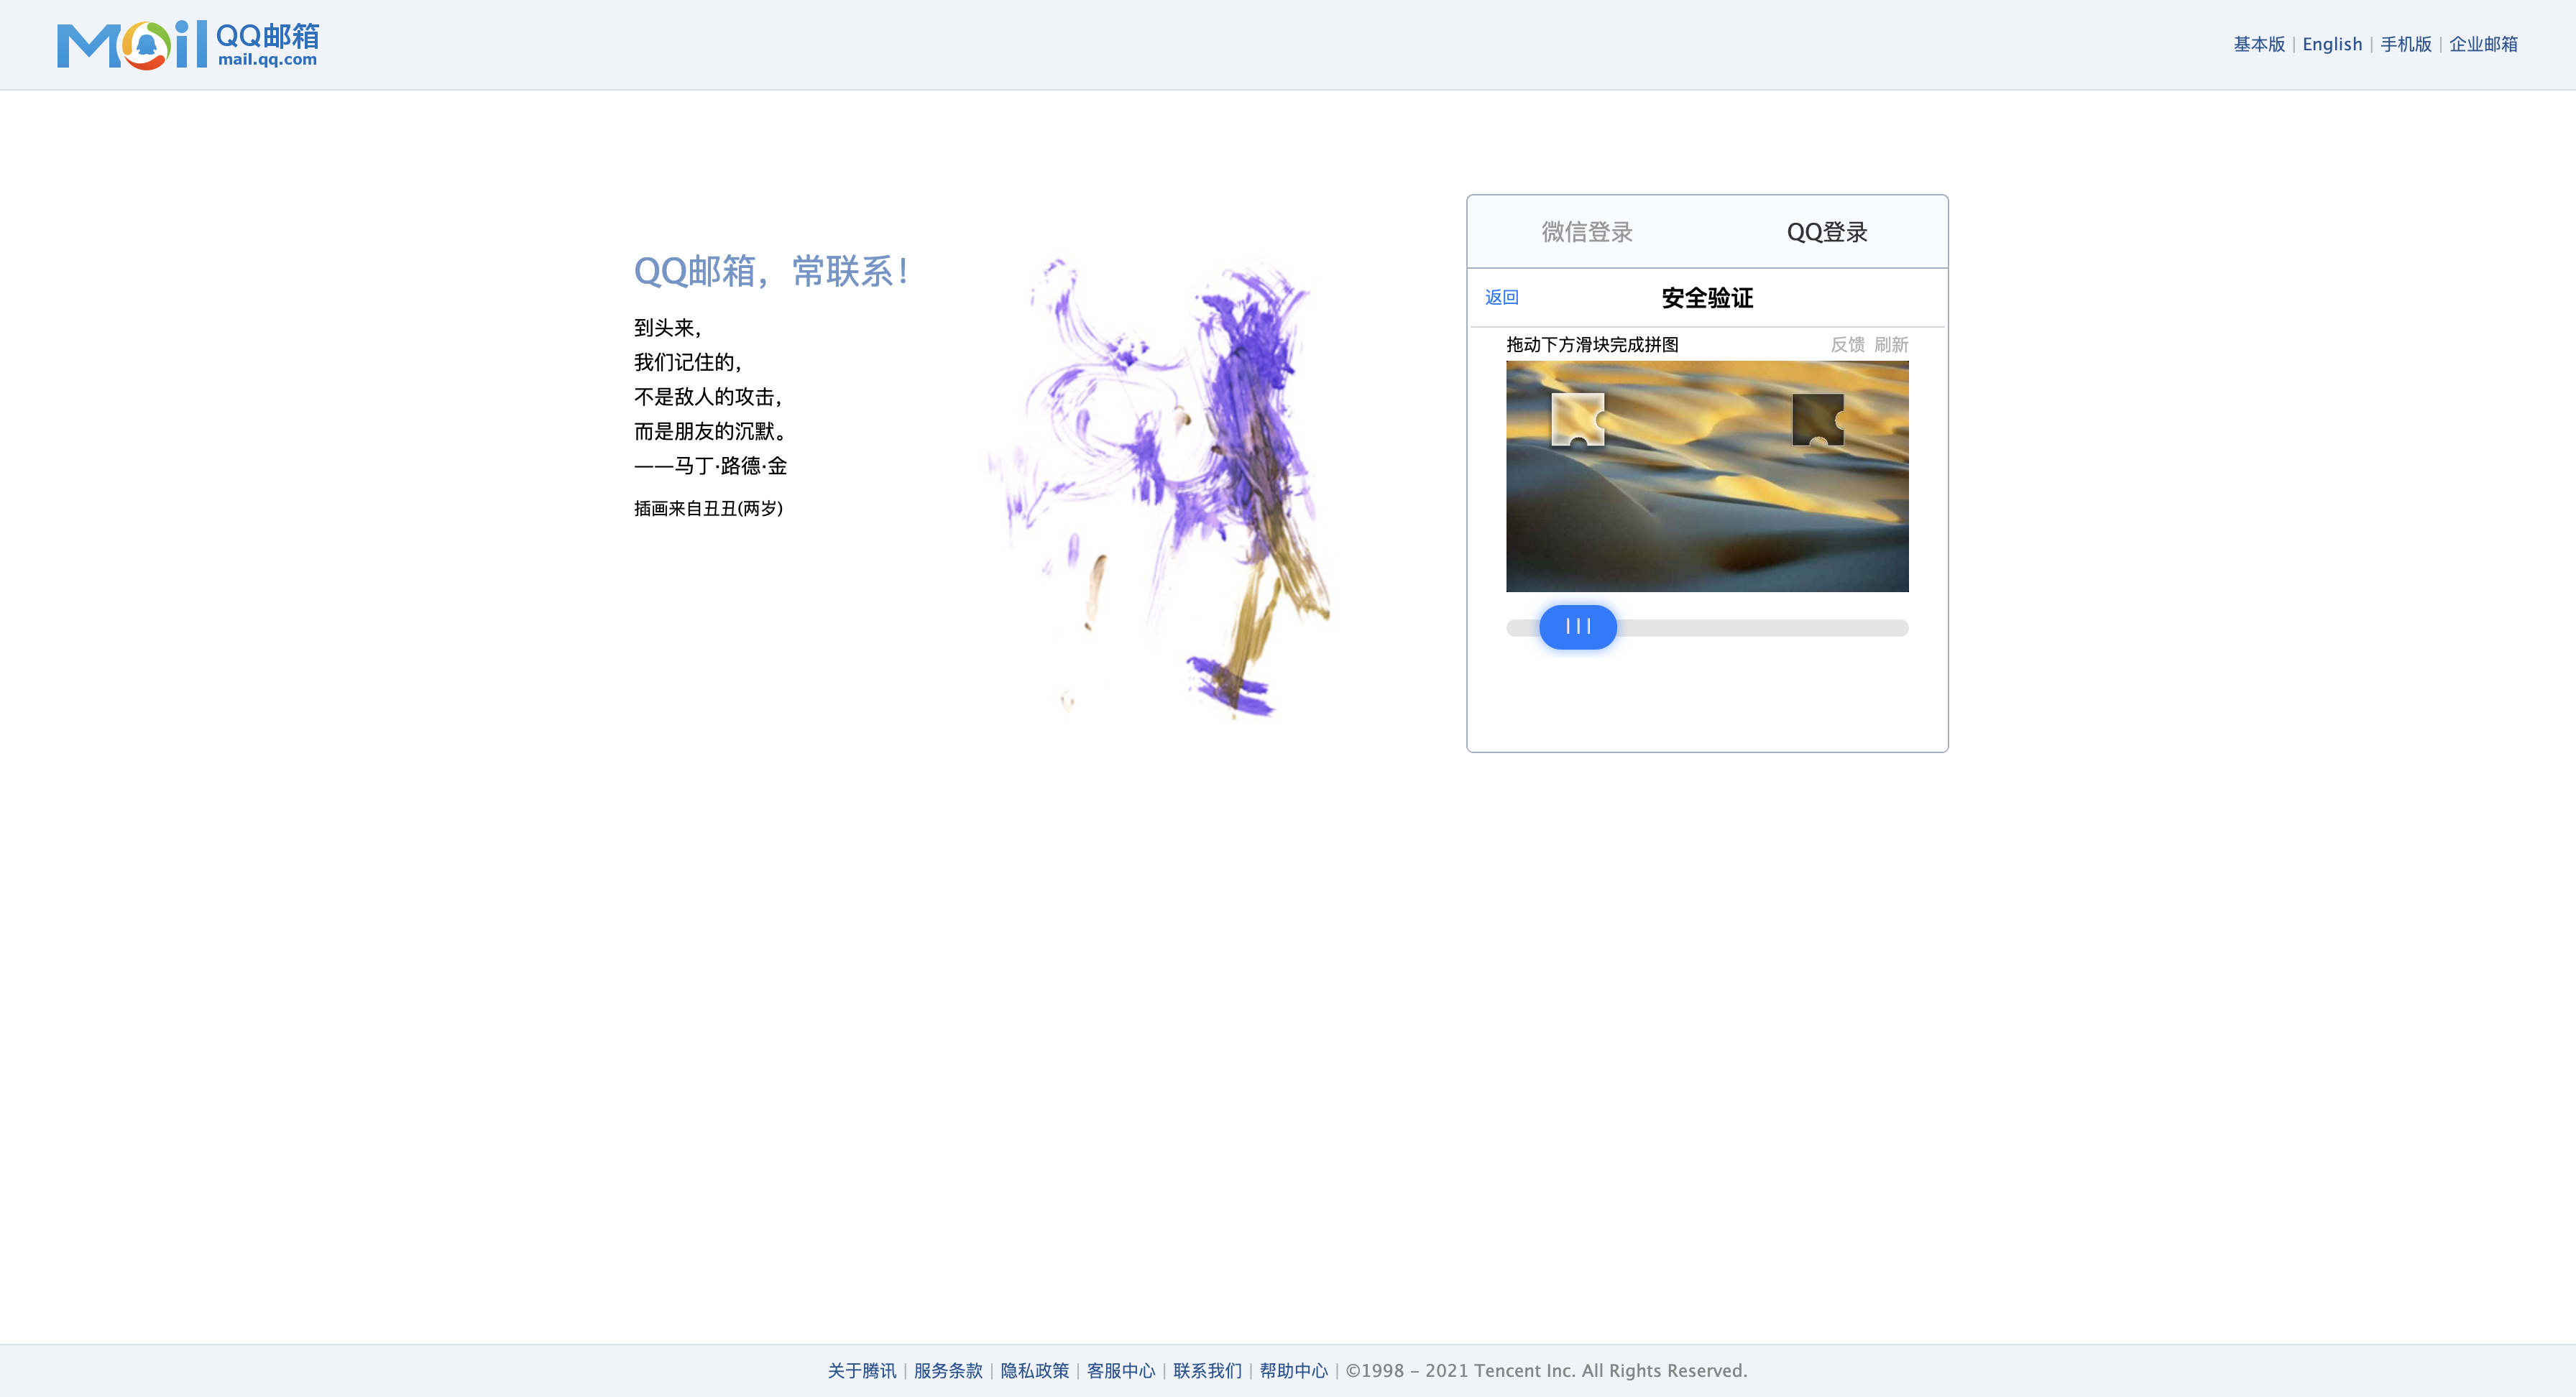 Mail QQ邮箱
mail.qq.com
基本版 | English | 手机版 | 企业邮箱
QQ邮箱，常联系！
到头来，
我们记住的，
不是敌人的攻击，
而是朋友的沉默。
——马丁·路德·金
插画来自丑丑(两岁)
微信登录 QQ登录
返回 安全验证
拖动下方滑块完成拼图 反馈 刷新
关于腾讯 | 服务条款 | 隐私政策 | 客服中心 | 联系我们 | 帮助中心 | ©1998 - 2021 Tencent Inc. All Rights Reserved.